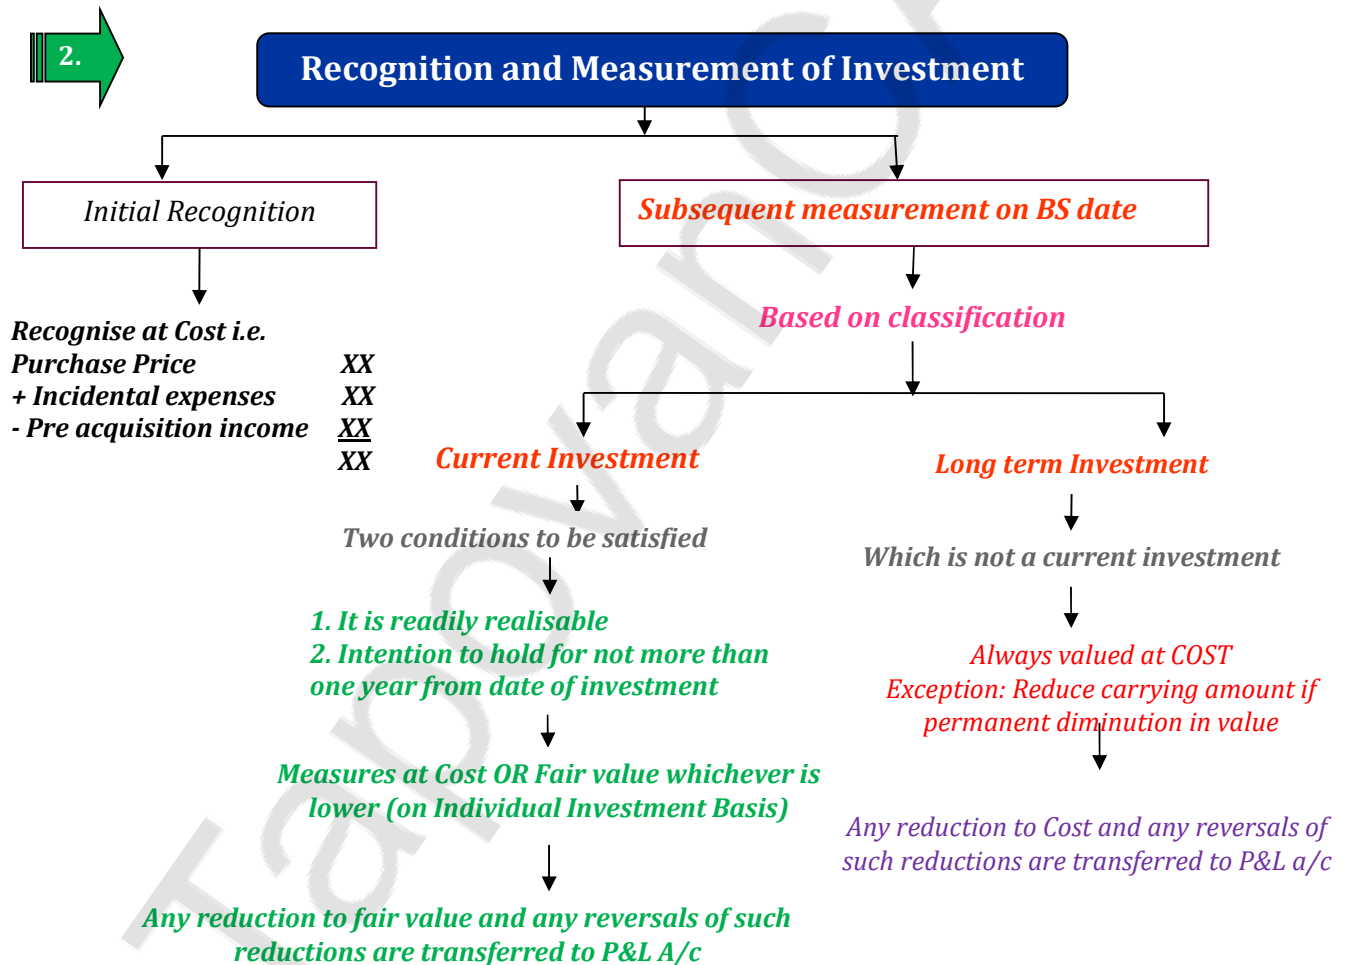 2.
Recognition and Measurement of Investment
Initial Recognition
Subsequent measurement on BS date
Recognise at Cost i.e.
Purchase Price XX
+ Incidental expenses XX
- Pre acquisition income XX
XX
Based on classification
Current Investment
Two conditions to be satisfied
1. It is readily realisable
2. Intention to hold for not more than
one year from date of investment
Measures at Cost OR Fair value whichever is
lower (on Individual Investment Basis)
Any reduction to fair value and any reversals of such
reductions are transferred to P&L A/c
Long term Investment
Which is not a current investment
Always valued at COST
Exception: Reduce carrying amount if
permanent diminution in value
Any reduction to Cost and any reversals of
such reductions are transferred to P&L a/c
TapovanCA